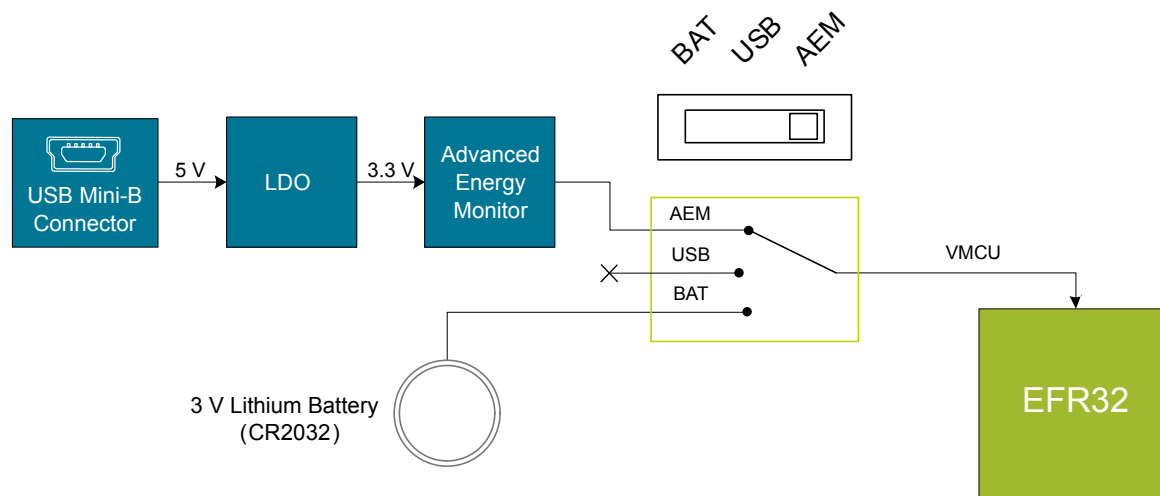 BAT
USB
AEM
USB Mini-B
Connector
5 V
LDO
3.3 V
Advanced
Energy
Monitor
AEM
USB
BAT
VMCU
3 V Lithium Battery
(CR2032)
EFR32